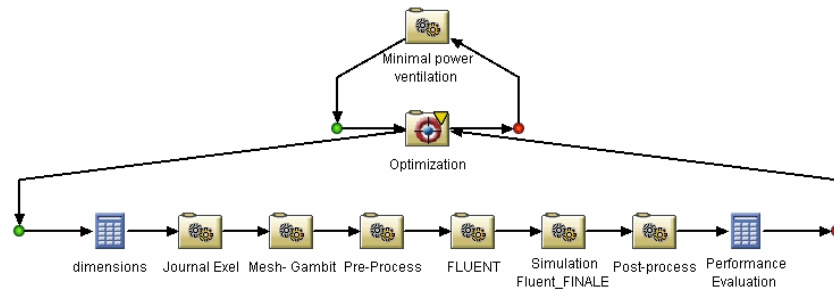 Minimal power
ventilation
Optimization
dimensions
Journal Exel
Mesh- Gambit
Pre-Process
FLUENT
Simulation
Fluent_FINALE
Post-process
Performance
Evaluation